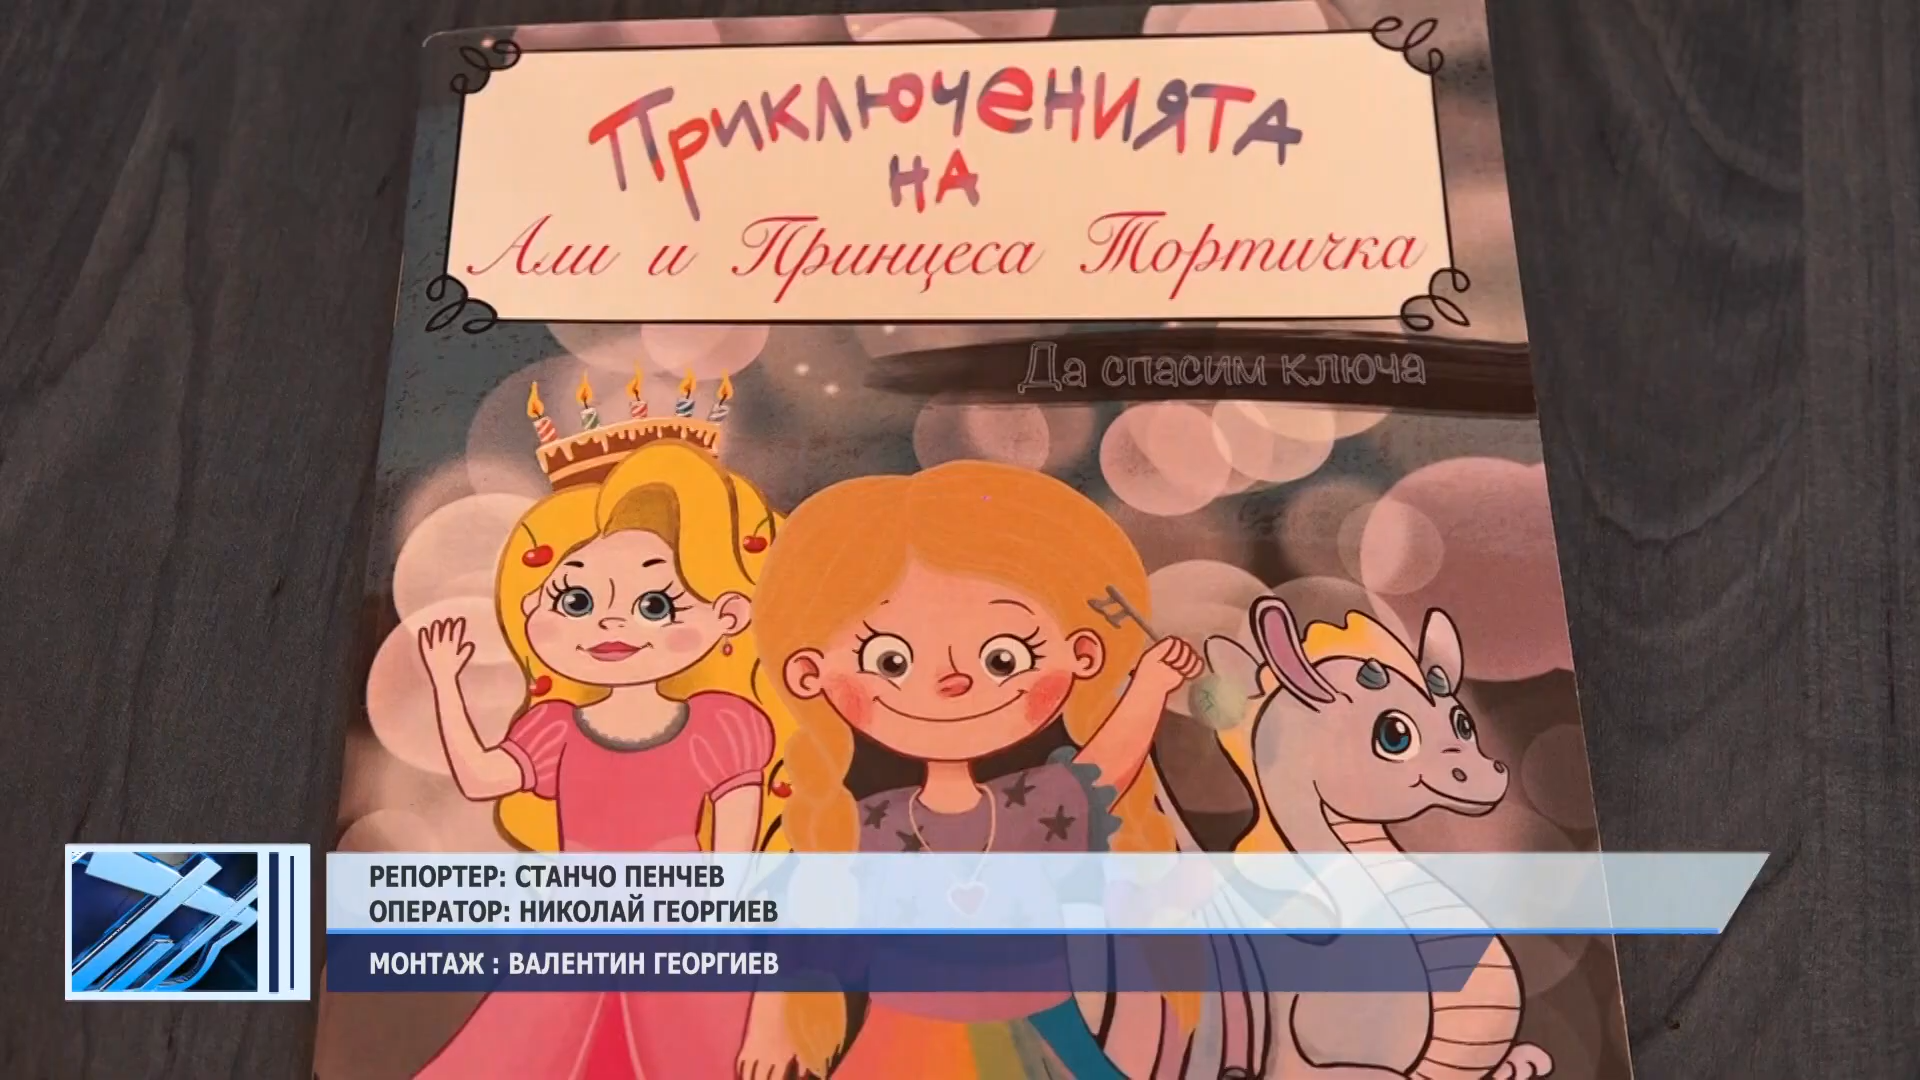 Приключенията
на
Али и Принцеса Тортичка
Да спасим ключа
РЕПОРТЕР: СТАНЧО ПЕНЧЕВ
ОПЕРАТОР: НИКОЛАЙ ГЕОРГИЕВ
МОНТАЖ : ВАЛЕНТИН ГЕОРГИЕВ